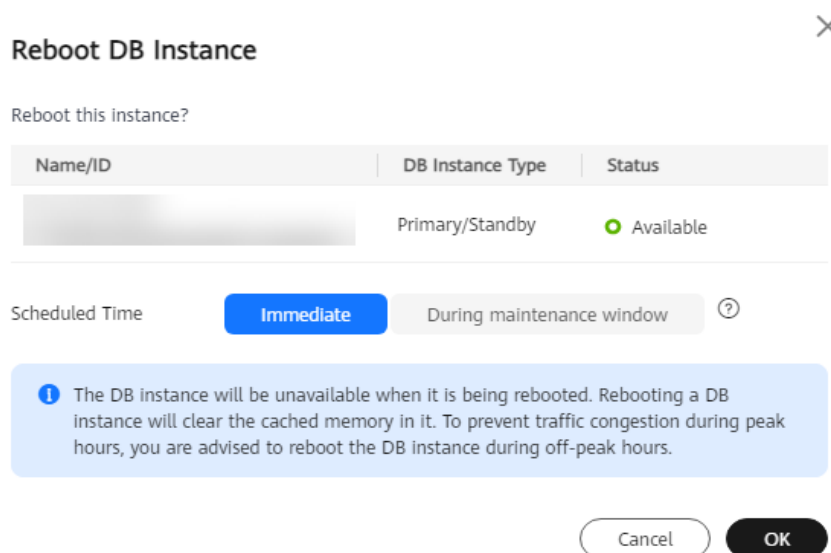 Reboot DB Instance
Reboot this instance?
Name/ID DB Instance Type Status
Primary/Standby Available
Scheduled Time Immediate During maintenance window
The DB instance will be unavailable when it is being rebooted. Rebooting a DB
instance will clear the cached memory in it. To prevent traffic congestion during peak
hours, you are advised to reboot the DB instance during off-peak hours.
Cancel OK